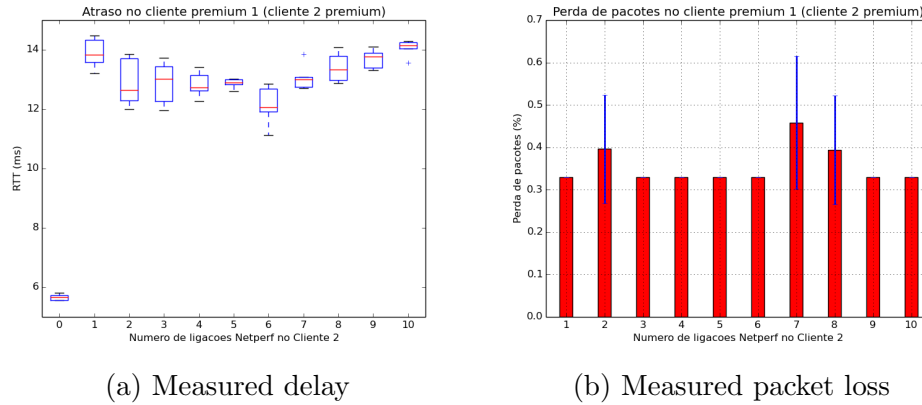 Atraso no cliente premium 1 (cliente 2 premium)
14
12
10
8
6
RTT (ms)
0 1 2 3 4 5 6 7 8 9 10
Numero de ligacoes Netperf no Cliente 2
(a) Measured delay
Perda de pacotes no cliente premium 1 (cliente 2 premium)
0.7
0.6
0.5
0.4
0.3
0.2
0.1
0.0
Perda de pacotes (%)
1 2 3 4 5 6 7 8 9 10
Numero de ligacoes Netperf no Cliente 2
(b) Measured packet loss